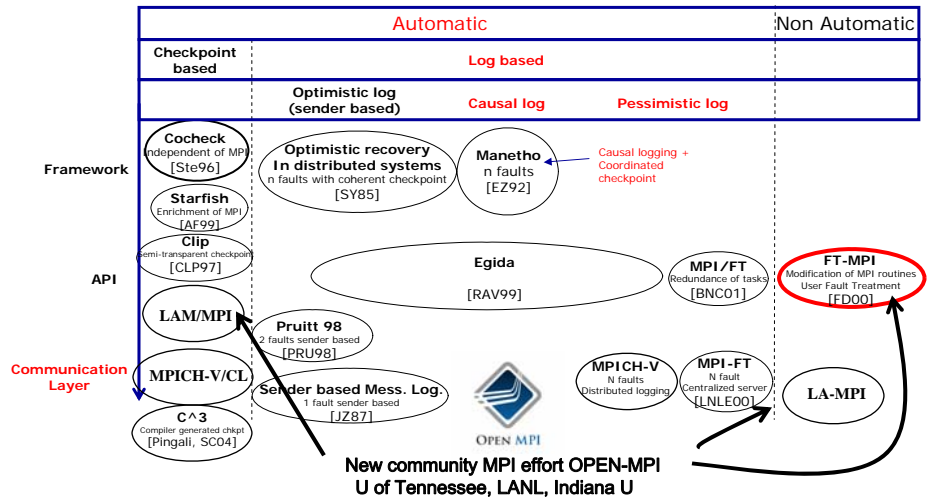 Automatic
Non Automatic
Checkpoint
based
Log based
Optimistic log
(sender based)
Causal log
Pessimistic log
Framework
Cocheck
Independent of MPI
[Ste96]
Optimistic recovery
In distributed systems
n faults with coherent checkpoint
[SY85]
Manetho
n faults
[EZ92]
Causal logging +
Coordinated
checkpoint
Starfish
Enrichment of MPI
[AF99]
Clip
Semi-transparent checkpoint
[CLP97]
API
Egida
[RAV99]
MPI/FT
Redundance of tasks
[BNC01]
FT-MPI
Modification of MPI routines
User Fault Treatment
[FD00]
LAM/MPI
Pruitt 98
2 faults sender based
[PRU98]
Communication
Layer
MPICH-V/CL
Sender based Mess. Log.
1 fault sender based
[JZ87]
OPEN MPI
MPICH-V
N faults
Distributed logging
MPI-FT
N fault
Centralized server
[LNLE00]
LA-MPI
C^3
Compiler generated chkpt
[Pingali, SC04]
New community MPI effort OPEN-MPI
U of Tennessee, LANL, Indiana U